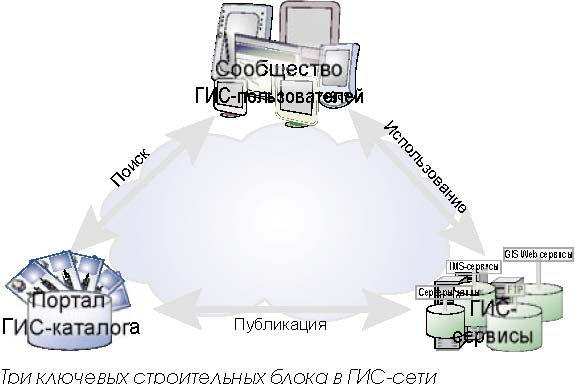 Сообщество
ГИС-пользователей
Поиск
Использование
GIS Web-сервисы
IMS-сервисы
FTP
Портал
ГИС-каталога
ГИС-
сервисы
Публикация
Три ключевых строительных блока в ГИС-сети